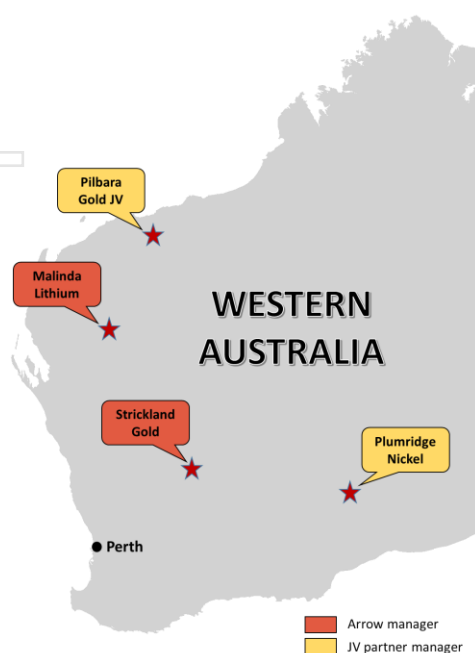 Pilbara
Gold JV
Malinda
Lithium
WESTERN
AUSTRALIA
Strickland
Gold
Plumridge
Nickel
Perth
Arrow manager
JV partner manager